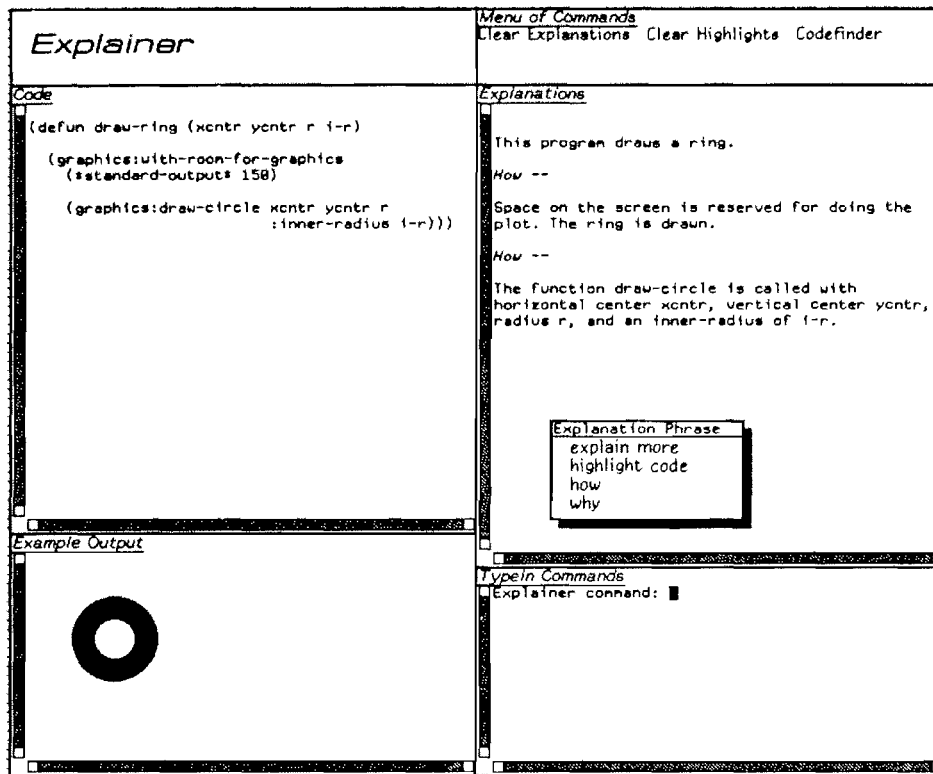 Explainer
Menu of Commands
Clear Explanations Clear Highlights Codefinder
Code
(defun draw-ring (xcntr ycntr r i-r)
(graphics:with-room-for-graphics
(*standard-output* 150)
(graphics:draw-circle xcntr ycntr r
:inner-radius i-r)))
Explanations
This program draws a ring.
How --
Space on the screen is reserved for doing the
plot. The ring is drawn.
How --
The function draw-circle is called with
horizontal center xcntr, vertical center ycntr,
radius r, and an inner-radius of i-r.
Explanation Phrase
explain more
highlight code
how
why
Example Output
Typein Commands
Explainer command: